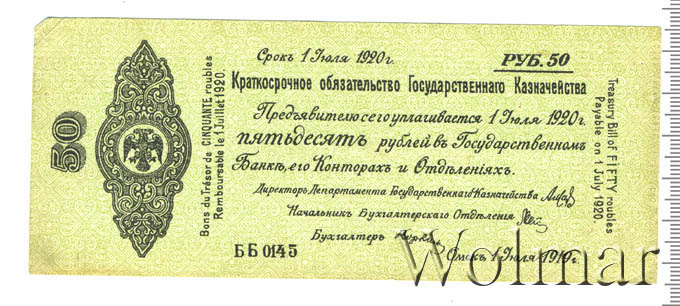 50
Bons du Trésor de CINQUANTE roubles
Remboursable le 1 Juillet 1920.
Срокъ 1 Іюля 1920 г.
РУБ. 50
Краткосрочное обязательство Государственнаго Казначейства
Предъявителю сего уплачивается 1 Іюля 1920 г.
пятьдесятъ рублей въ Государственномъ
Банкѣ, его Конторахъ и Отдѣленіяхъ.
Директоръ Департамента Государственнаго Казначейства
Начальникъ Бухгалтерскаго Отдѣленія
Бухгалтеръ
ББ 0145
Омскъ 1 Іюля 1919 г.
Treasury Bill of FIFTY roubles
Payable on 1 July 1920.
Wolmar